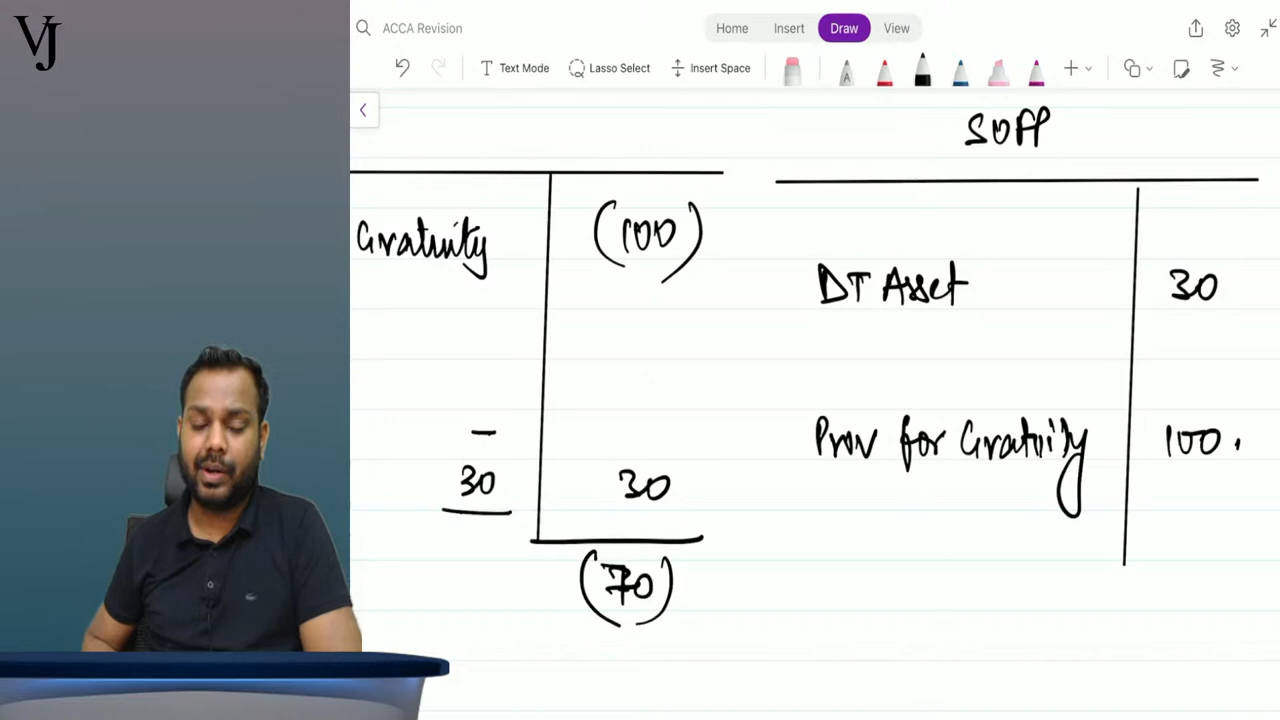 VJ
ACCA Revision
Home Insert Draw View
Text Mode Lasso Select Insert Space
A
SOFP
Gratuity (100)
DT Asset 30
Prov for Gratuity 100.
–
30 30
(70)